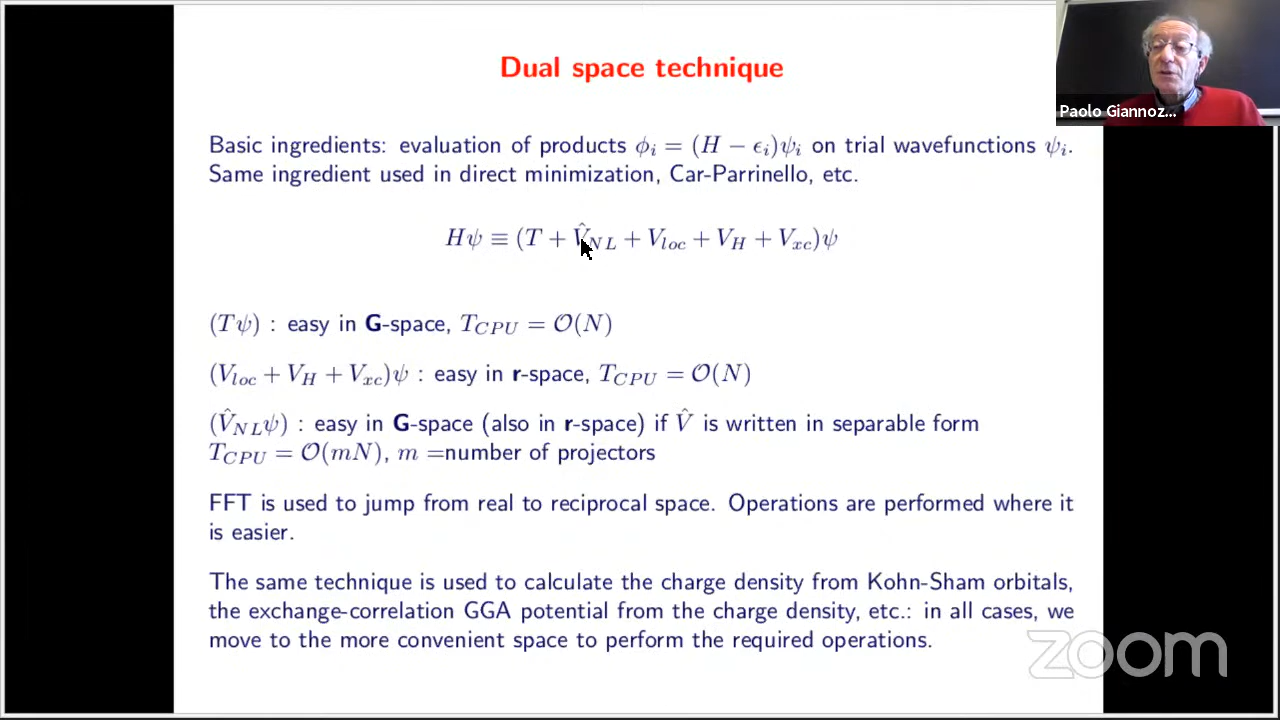 Dual space technique
Paolo Giannoz...
Basic ingredients: evaluation of products ϕᵢ = (H − ϵᵢ)ψᵢ on trial wavefunctions ψᵢ.
Same ingredient used in direct minimization, Car-Parrinello, etc.
Hψ ≡ (T + V̂_NL + V_loc + V_H + V_xc)ψ
(Tψ) : easy in G-space, T_CPU = O(N)
(V_loc + V_H + V_xc)ψ : easy in r-space, T_CPU = O(N)
(V̂_NLψ) : easy in G-space (also in r-space) if V̂ is written in separable form
T_CPU = O(mN), m =number of projectors
FFT is used to jump from real to reciprocal space. Operations are performed where it
is easier.
The same technique is used to calculate the charge density from Kohn-Sham orbitals,
the exchange-correlation GGA potential from the charge density, etc.: in all cases, we
move to the more convenient space to perform the required operations.
zoom